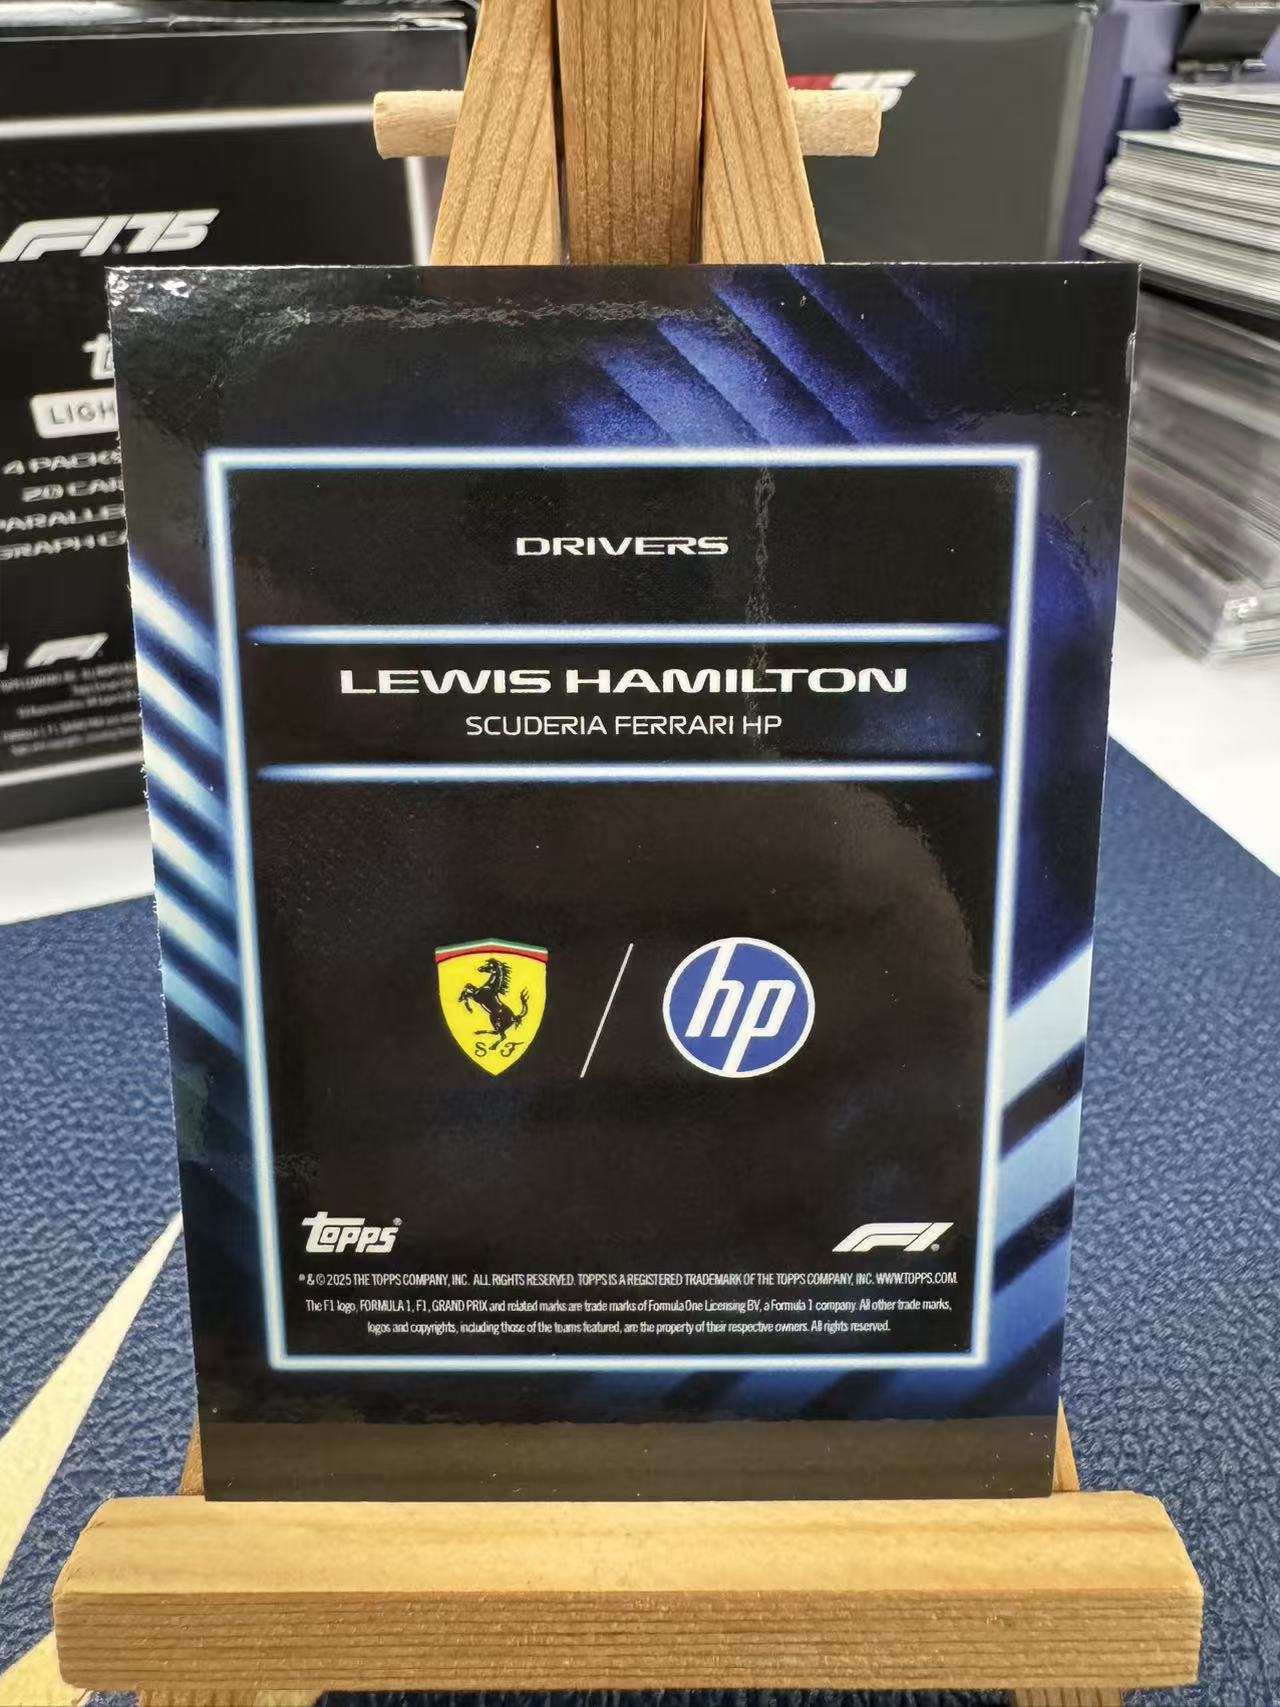 F1.75
75
LIGH
4 PACKS
20 CAR
PARALLE
GRAPH CA
F1
DRIVERS
LEWIS HAMILTON
SCUDERIA FERRARI HP
S F
hp
topps®
F1®
® & © 2025 THE TOPPS COMPANY, INC. ALL RIGHTS RESERVED. TOPPS IS A REGISTERED TRADEMARK OF THE TOPPS COMPANY, INC. WWW.TOPPS.COM.
The F1 logo, FORMULA 1, F1, GRAND PRIX and related marks are trade marks of Formula One Licensing BV, a Formula 1 company. All other trade marks,
logos and copyrights, including those of the teams featured, are the property of their respective owners. All rights reserved.